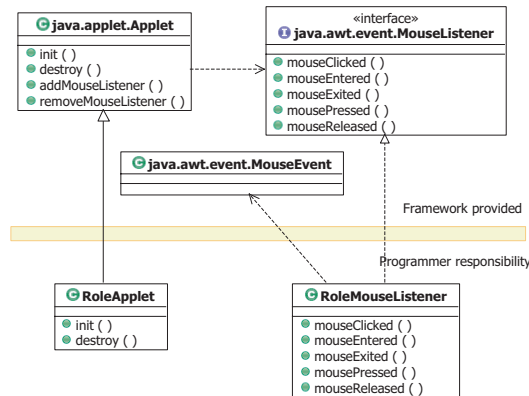 C java.applet.Applet
init ( )
destroy ( )
addMouseListener ( )
removeMouseListener ( )
«interface»
I java.awt.event.MouseListener
mouseClicked ( )
mouseEntered ( )
mouseExited ( )
mousePressed ( )
mouseReleased ( )
C java.awt.event.MouseEvent
Framework provided
Programmer responsibility
C RoleApplet
init ( )
destroy ( )
C RoleMouseListener
mouseClicked ( )
mouseEntered ( )
mouseExited ( )
mousePressed ( )
mouseReleased ( )